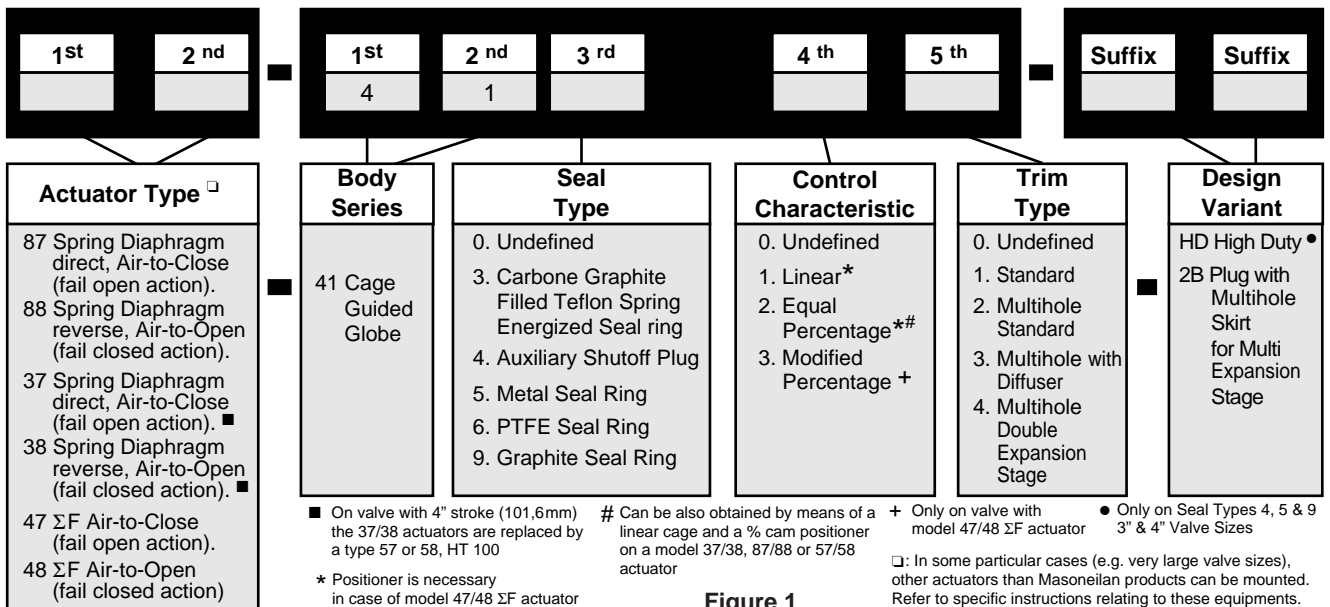 1st 2nd 1st 2nd 3rd 4th 5th Suffix Suffix
4 1
Actuator Type ❏
87 Spring Diaphragm
direct, Air-to-Close
(fail open action).
88 Spring Diaphragm
reverse, Air-to-Open
(fail closed action).
37 Spring Diaphragm
direct, Air-to-Close
(fail open action). ■
38 Spring Diaphragm
reverse, Air-to-Open
(fail closed action). ■
47 ΣF Air-to-Close
(fail open action).
48 ΣF Air-to-Open
(fail closed action)
Body
Series
41 Cage
Guided
Globe
Seal
Type
0. Undefined
3. Carbone Graphite
Filled Teflon Spring
Energized Seal ring
4. Auxiliary Shutoff Plug
5. Metal Seal Ring
6. PTFE Seal Ring
9. Graphite Seal Ring
Control
Characteristic
0. Undefined
1. Linear*
2. Equal
Percentage*#
3. Modified
Percentage +
Trim
Type
0. Undefined
1. Standard
2. Multihole
Standard
3. Multihole with
Diffuser
4. Multihole
Double
Expansion
Stage
Design
Variant
HD High Duty ●
2B Plug with
Multihole
Skirt
for Multi
Expansion
Stage
■ On valve with 4” stroke (101,6mm)
the 37/38 actuators are replaced by
a type 57 or 58, HT 100
* Positioner is necessary
in case of model 47/48 ΣF actuator
# Can be also obtained by means of a
linear cage and a % cam positioner
on a model 37/38, 87/88 or 57/58
actuator
+ Only on valve with
model 47/48 ΣF actuator
● Only on Seal Types 4, 5 & 9
3” & 4” Valve Sizes
❏: In some particular cases (e.g. very large valve sizes),
other actuators than Masoneilan products can be mounted.
Refer to specific instructions relating to these equipments.
Figure 1